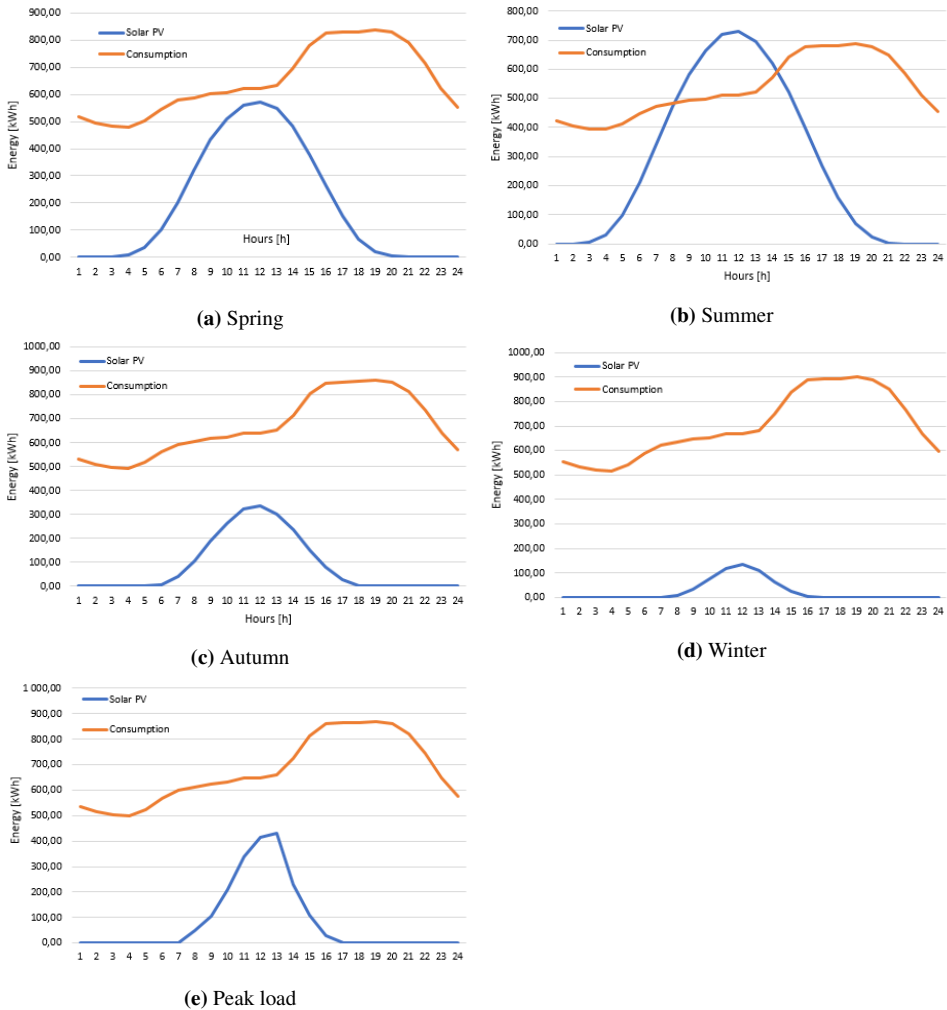 900,00
800,00
700,00
600,00
500,00
400,00
300,00
200,00
100,00
0,00
Energy [kWh]
Solar PV
Consumption
Hours [h]
1 2 3 4 5 6 7 8 9 10 11 12 13 14 15 16 17 18 19 20 21 22 23 24
(a) Spring
800,00
700,00
600,00
500,00
400,00
300,00
200,00
100,00
0,00
Energy [kWh]
Solar PV
Consumption
1 2 3 4 5 6 7 8 9 10 11 12 13 14 15 16 17 18 19 20 21 22 23 24
Hours [h]
(b) Summer
1000,00
900,00
800,00
700,00
600,00
500,00
400,00
300,00
200,00
100,00
0,00
Energy [kWh]
Solar PV
Consumption
1 2 3 4 5 6 7 8 9 10 11 12 13 14 15 16 17 18 19 20 21 22 23 24
Hours [h]
(c) Autumn
1000,00
900,00
800,00
700,00
600,00
500,00
400,00
300,00
200,00
100,00
0,00
Energy [kWh]
Solar PV
Consumption
1 2 3 4 5 6 7 8 9 10 11 12 13 14 15 16 17 18 19 20 21 22 23 24
(d) Winter
1 000,00
900,00
800,00
700,00
600,00
500,00
400,00
300,00
200,00
100,00
0,00
Energy [kWh]
Solar PV
Consumption
1 2 3 4 5 6 7 8 9 10 11 12 13 14 15 16 17 18 19 20 21 22 23 24
(e) Peak load